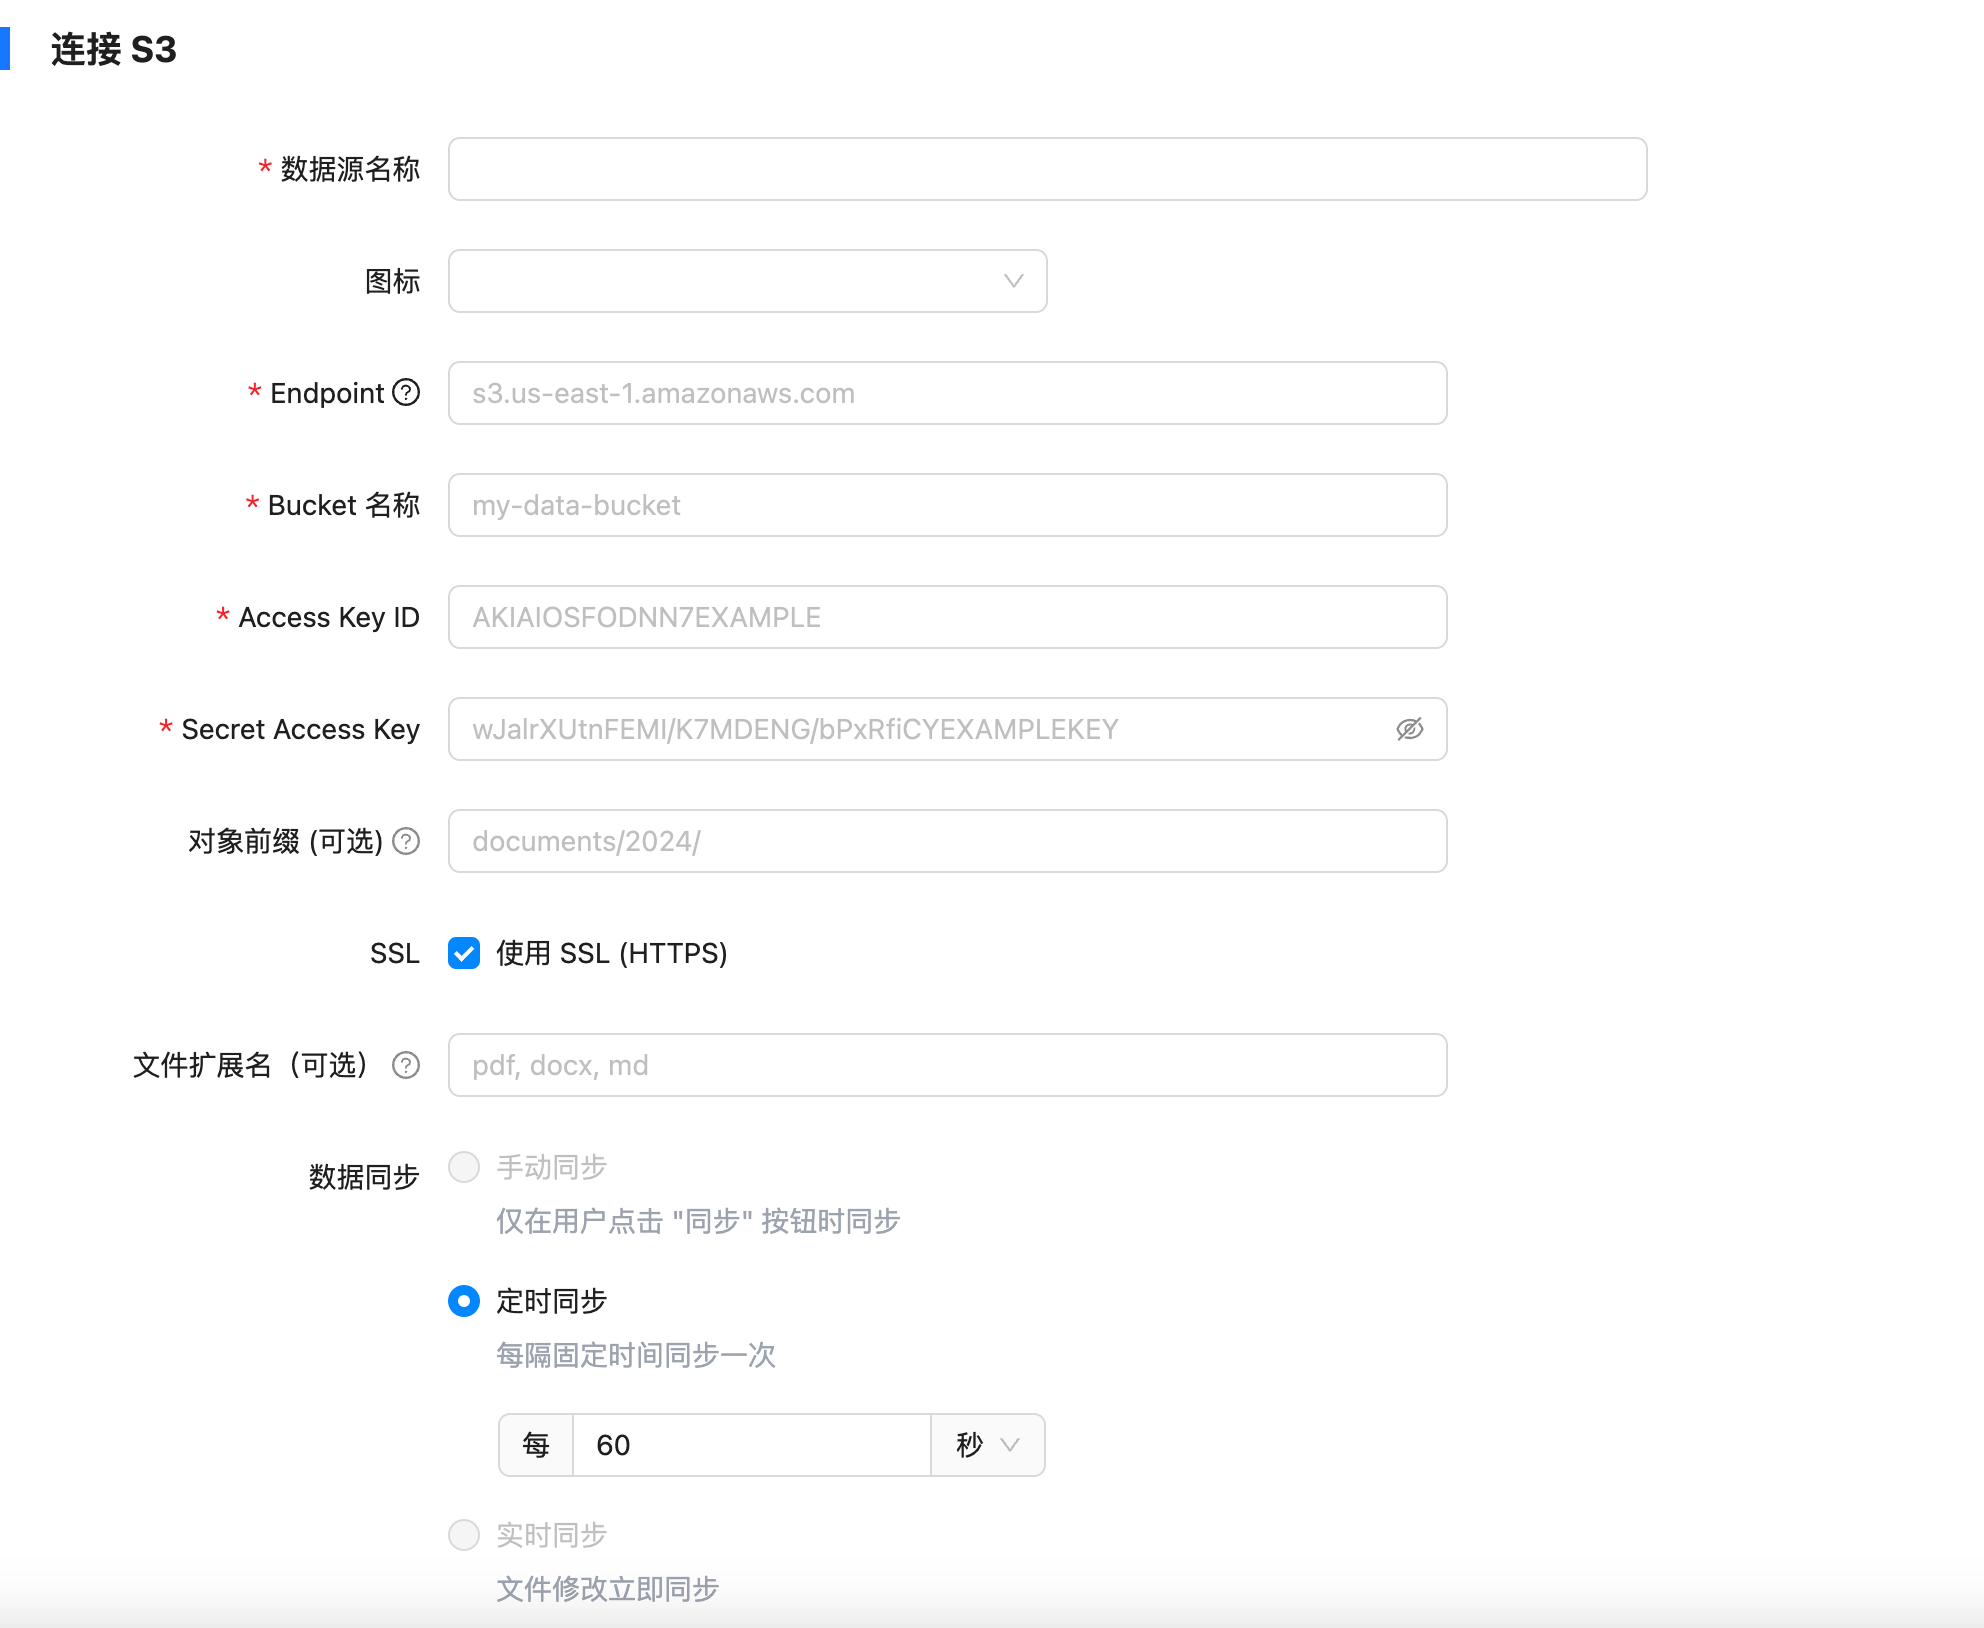 连接 S3
* 数据源名称
图标
* Endpoint ? s3.us-east-1.amazonaws.com
* Bucket 名称 my-data-bucket
* Access Key ID AKIAIOSFODNN7EXAMPLE
* Secret Access Key wJalrXUtnFEMI/K7MDENG/bPxRfiCYEXAMPLEKEY
对象前缀 (可选) ? documents/2024/
SSL 使用 SSL (HTTPS)
文件扩展名（可选） ? pdf, docx, md
数据同步 手动同步
仅在用户点击 "同步" 按钮时同步
定时同步
每隔固定时间同步一次
每 60 秒
实时同步
文件修改立即同步